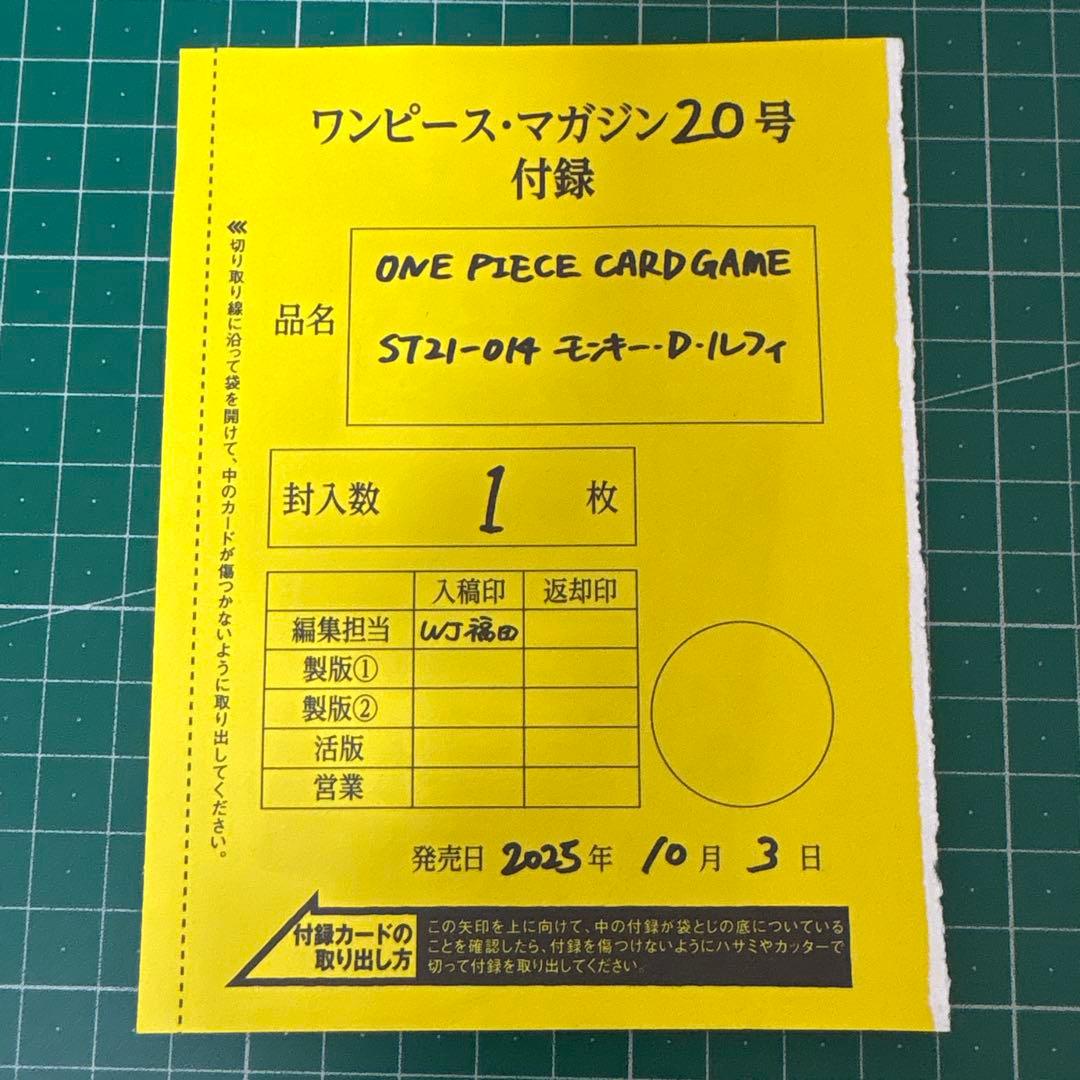 ワンピース・マガジン20号
付録
品名
ONE PIECE CARD GAME
ST21-014 モンキー・D・ルフィ
封入数 1 枚
入稿印 返却印
編集担当 WJ福田
製版①
製版②
活版
営業
発売日 2025年 10月 3日
付録カードの
取り出し方
この矢印を上に向けて、中の付録が袋とじの底についている
ことを確認したら、付録を傷つけないようにハサミやカッターで
切って付録を取り出してください。
⋘切り取り線に沿って袋を開けて、中のカードが傷つかないように取り出してください。